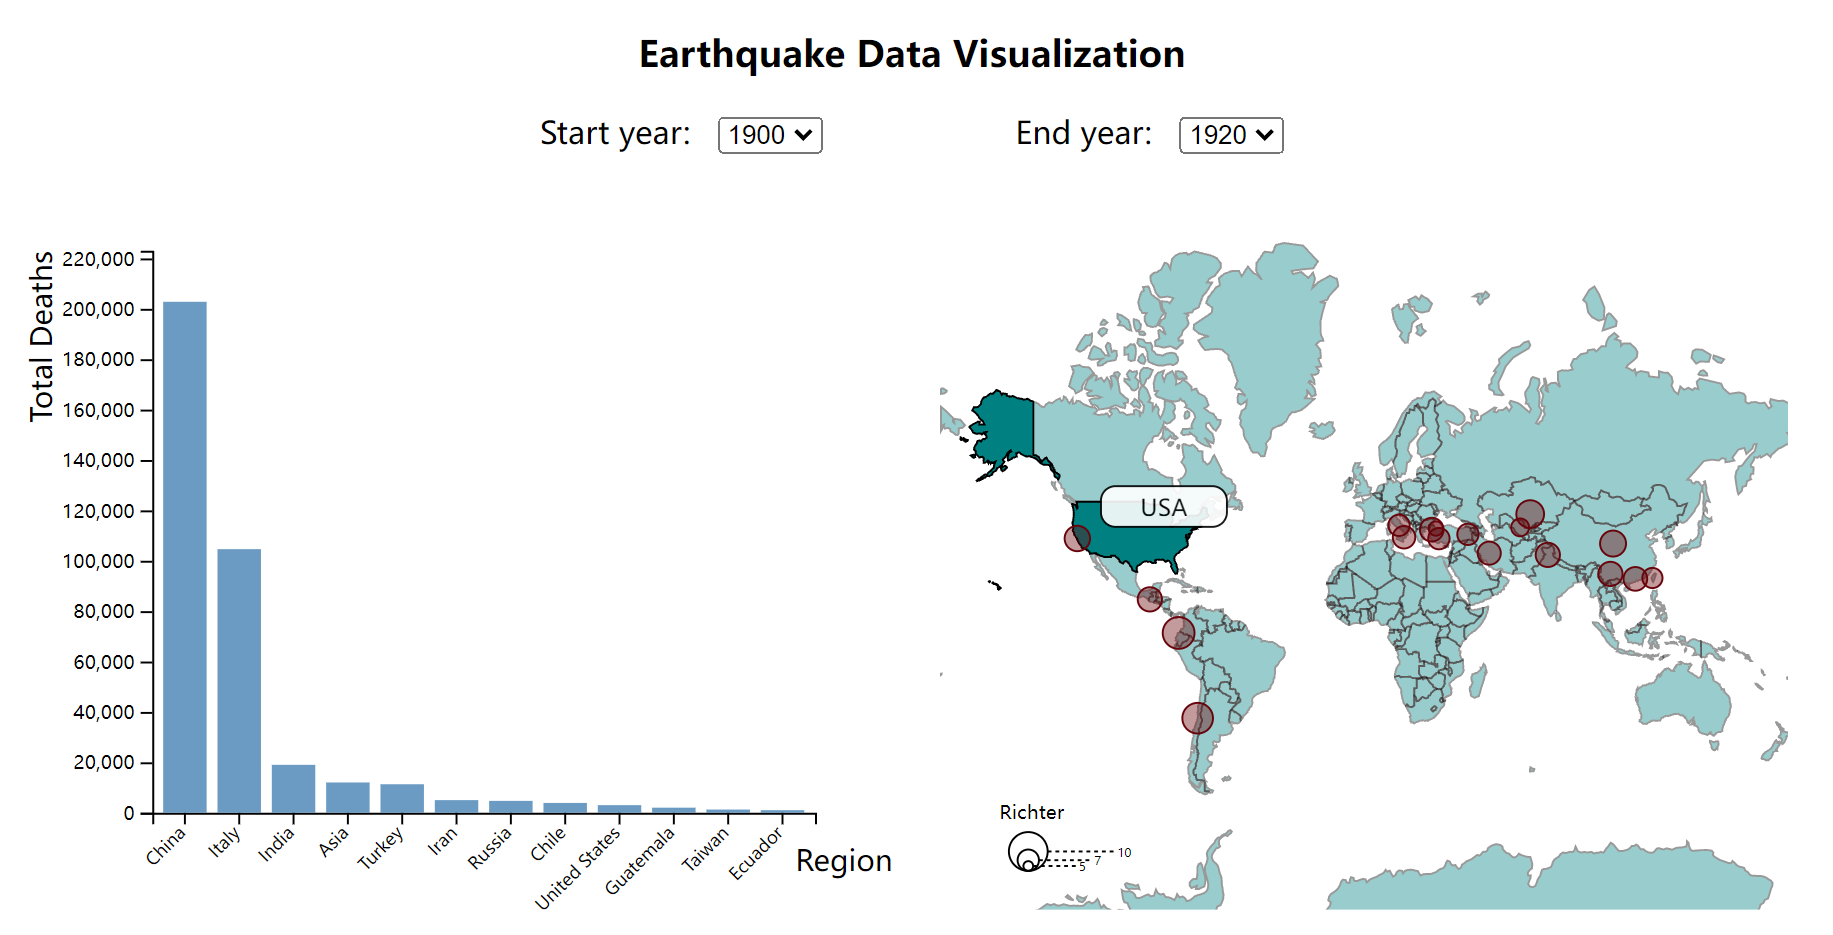 Earthquake Data Visualization
Start year: 1900 End year: 1920
Total Deaths
220,000
200,000
180,000
160,000
140,000
120,000
100,000
80,000
60,000
40,000
20,000
0
China
Italy
India
Asia
Turkey
Iran
Russia
Chile
United States
Guatemala
Taiwan
Ecuador
Region
USA
Richter
10
7
5